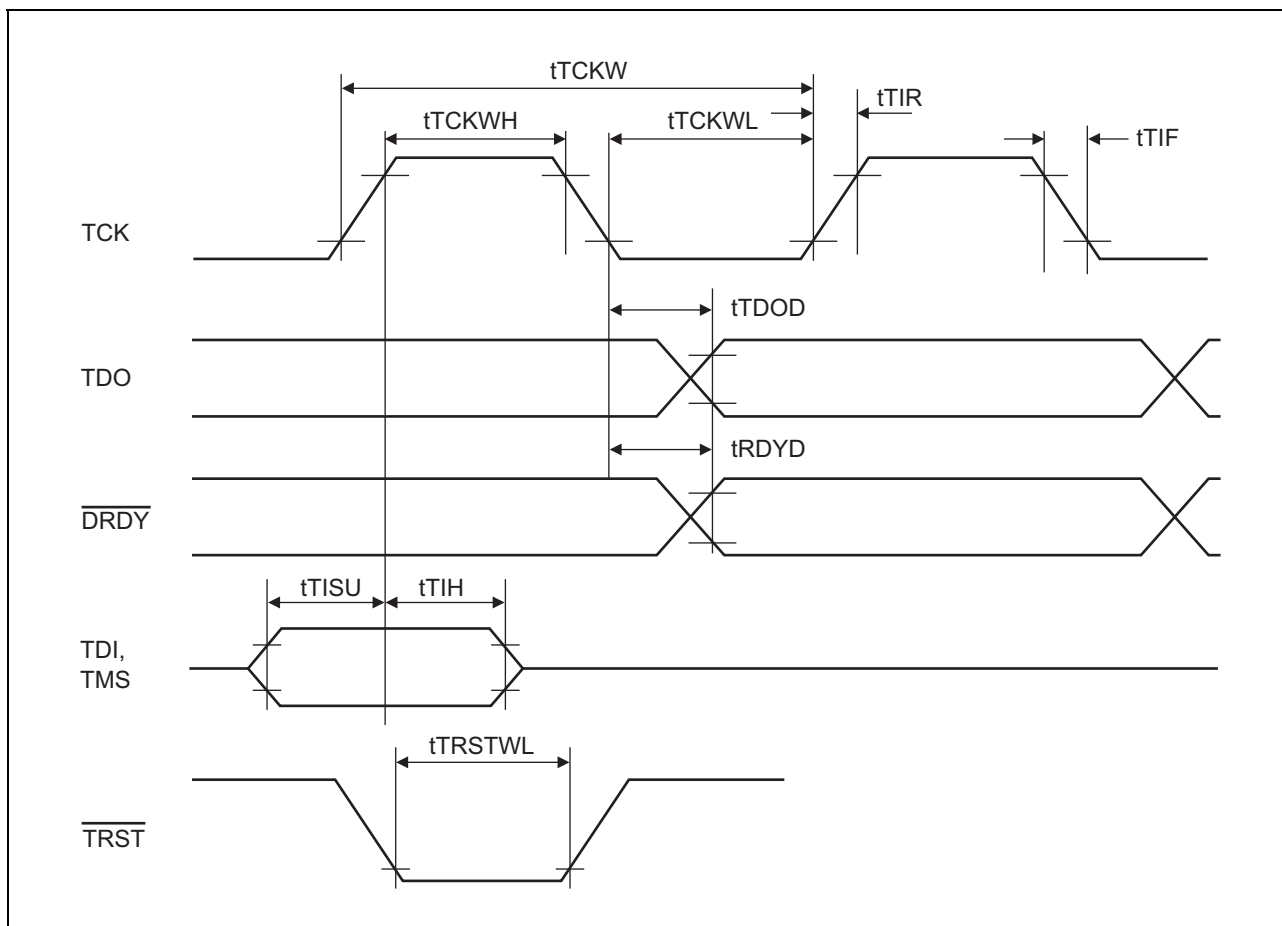 tTCKW
tTIR
tTCKWH
tTCKWL
tTIF
TCK
tTDOD
TDO
tRDYD
DRDY
tTISU
tTIH
TDI,
TMS
tTRSTWL
TRST